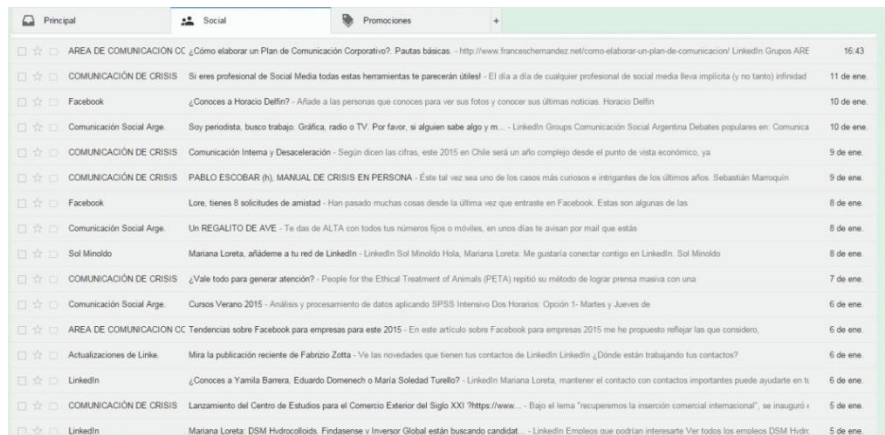 Principal Social Promociones +
AREA DE COMUNICACION CC ¿Cómo elaborar un Plan de Comunicación Corporativo?. Pautas básicas. - http://www.franceschernandez.net/como-elaborar-un-plan-de-comunicacion/ LinkedIn Grupos ARE 16:43
COMUNICACIÓN DE CRISIS Si eres profesional de Social Media todas estas herramientas te parecerán útiles! - El día a día de cualquier profesional de social media lleva implícita (y no tanto) infinidad 11 de ene.
Facebook ¿Conoces a Horacio Delfin? - Añade a las personas que conoces para ver sus fotos y conocer sus últimas noticias. Horacio Delfin 10 de ene.
Comunicación Social Arge. Soy periodista, busco trabajo. Gráfica, radio o TV. Por favor, si alguien sabe algo y m... - LinkedIn Groups Comunicación Social Argentina Debates populares en: Comunica 10 de ene.
COMUNICACIÓN DE CRISIS Comunicación Interna y Desaceleración - Según dicen las cifras, este 2015 en Chile será un año complejo desde el punto de vista económico, ya 9 de ene.
COMUNICACIÓN DE CRISIS PABLO ESCOBAR (h), MANUAL DE CRISIS EN PERSONA - Éste tal vez sea uno de los casos más curiosos e intrigantes de los últimos años. Sebastián Marroquín 9 de ene.
Facebook Lore, tienes 8 solicitudes de amistad - Han pasado muchas cosas desde la última vez que entraste en Facebook. Estas son algunas de las 8 de ene.
Comunicación Social Arge. Un REGALITO DE AVE - Te das de ALTA con todos tus números fijos o móviles, en unos días te avisan por mail que estás 8 de ene.
Sol Minoldo Mariana Loreta, añádeme a tu red de LinkedIn - LinkedIn Sol Minoldo Hola, Mariana Loreta: Me gustaría conectar contigo en LinkedIn. Sol Minoldo 8 de ene.
COMUNICACIÓN DE CRISIS ¿Vale todo para generar atención? - People for the Ethical Treatment of Animals (PETA) repitió su método de lograr prensa masiva con una 7 de ene.
Comunicación Social Arge. Cursos Verano 2015 - Análisis y procesamiento de datos aplicando SPSS Intensivo Dos Horarios: Opción 1- Martes y Jueves de 6 de ene.
AREA DE COMUNICACION CC Tendencias sobre Facebook para empresas para este 2015 - En este artículo sobre Facebook para empresas 2015 me he propuesto reflejar las que considero, 6 de ene.
Actualizaciones de Linke. Mira la publicación reciente de Fabrizio Zotta - Ve las novedades que tienen tus contactos de LinkedIn LinkedIn ¿Dónde están trabajando tus contactos? 6 de ene.
LinkedIn ¿Conoces a Yamila Barrera, Eduardo Domenech o María Soledad Turello? - LinkedIn Mariana Loreta, mantener el contacto con contactos importantes puede ayudarte en tu 6 de ene.
COMUNICACIÓN DE CRISIS Lanzamiento del Centro de Estudios para el Comercio Exterior del Siglo XXI ?https://www... - Bajo el lema "recuperemos la inserción comercial internacional", se inauguró e 5 de ene.
LinkedIn Mariana Loreta: DSM Hydrocolloids, Findasense y Inversor Global están buscando candidat... - LinkedIn Empleos que podrían interesarte Ver todos los empleos DSM Hydro 5 de ene.